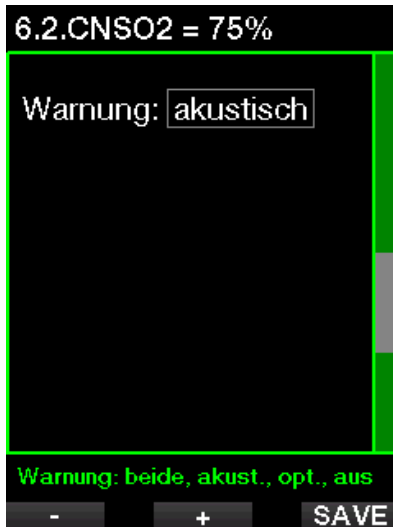 6.2.CNSO2 = 75%
Warnung: akustisch
Warnung: beide, akust., opt., aus
- + SAVE